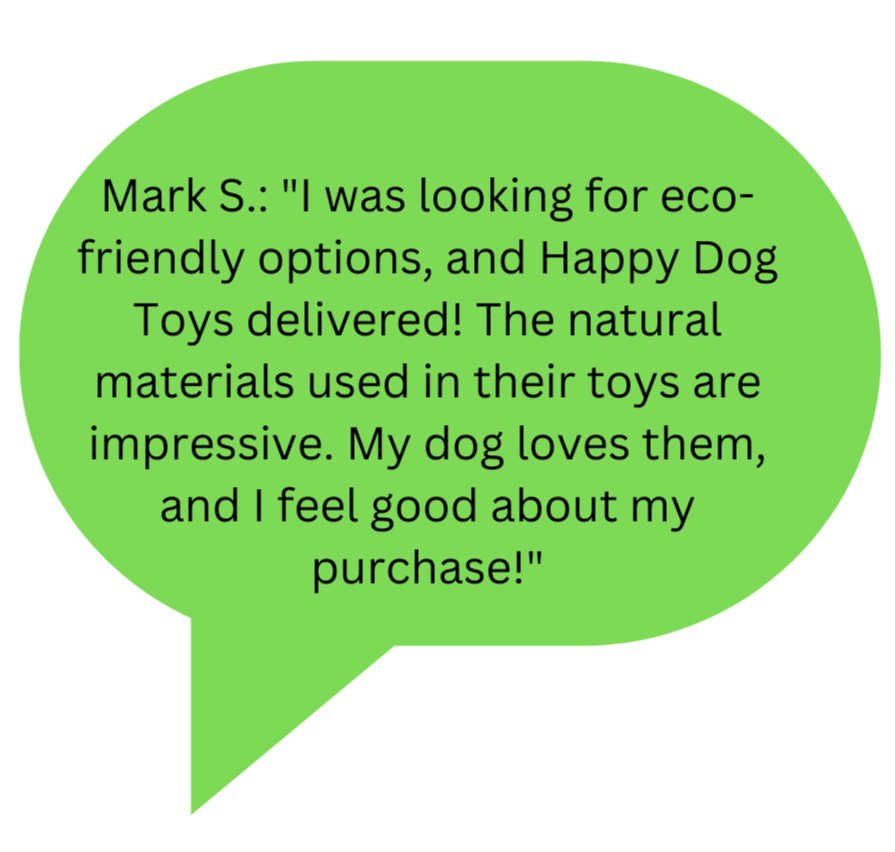 Mark S.: "I was looking for eco-
friendly options, and Happy Dog
Toys delivered! The natural
materials used in their toys are
impressive. My dog loves them,
and I feel good about my
purchase!"